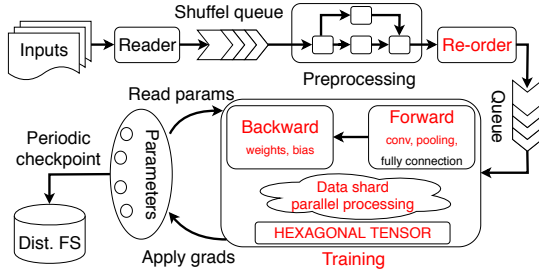 Shuffel queue
Inputs
Reader
Preprocessing
Re-order
Queue
Read params
Backward
weights, bias
Forward
conv, pooling,
fully connection
Data shard
parallel processing
HEXAGONAL TENSOR
Training
Parameters
Periodic
checkpoint
Dist. FS
Apply grads